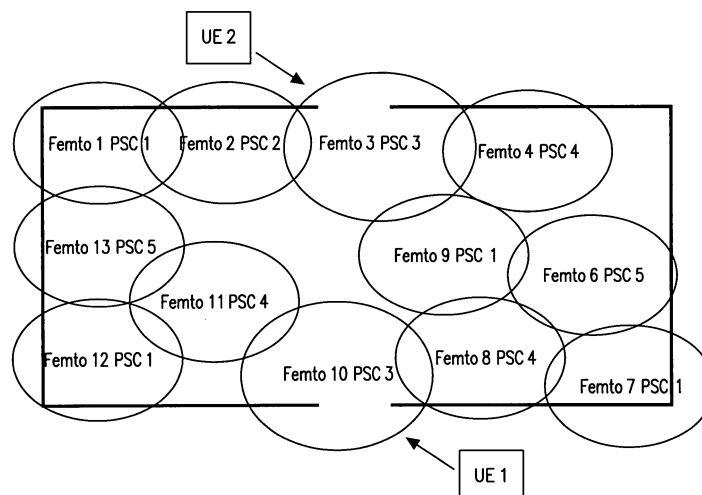 UE 2
Femto 1 PSC 1
Femto 2 PSC 2
Femto 3 PSC 3
Femto 4 PSC 4
Femto 13 PSC 5
Femto 9 PSC 1
Femto 6 PSC 5
Femto 11 PSC 4
Femto 12 PSC 1
Femto 10 PSC 3
Femto 8 PSC 4
Femto 7 PSC 1
UE 1